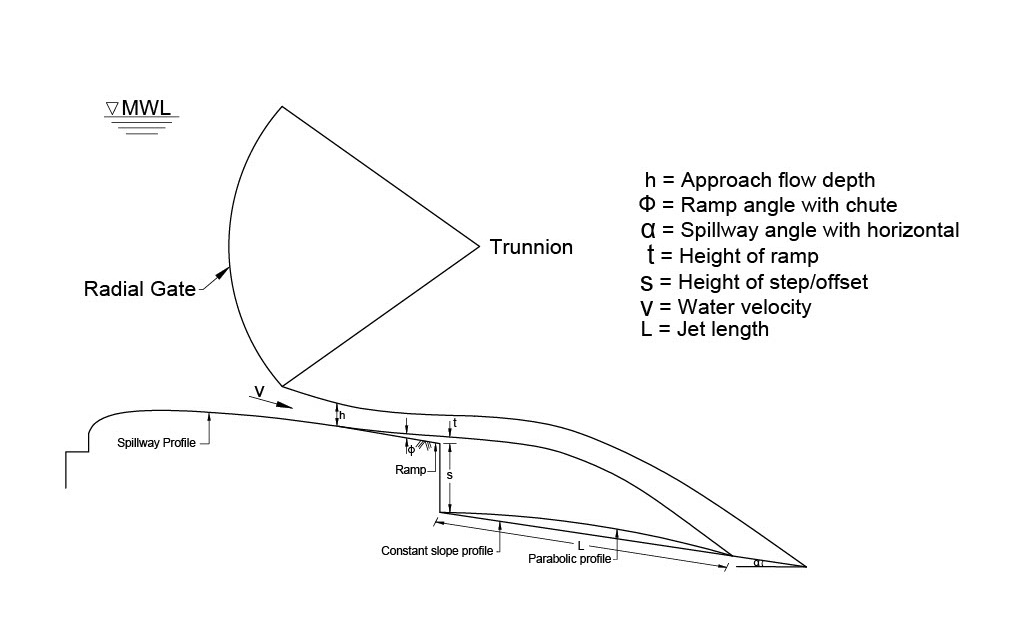 MWL
Trunnion
Radial Gate
h = Approach flow depth
Φ = Ramp angle with chute
α = Spillway angle with horizontal
t = Height of ramp
s = Height of step/offset
v = Water velocity
L = Jet length
v
h
t
Spillway Profile
Φ
Ramp
s
L
Constant slope profile
Parabolic profile
α